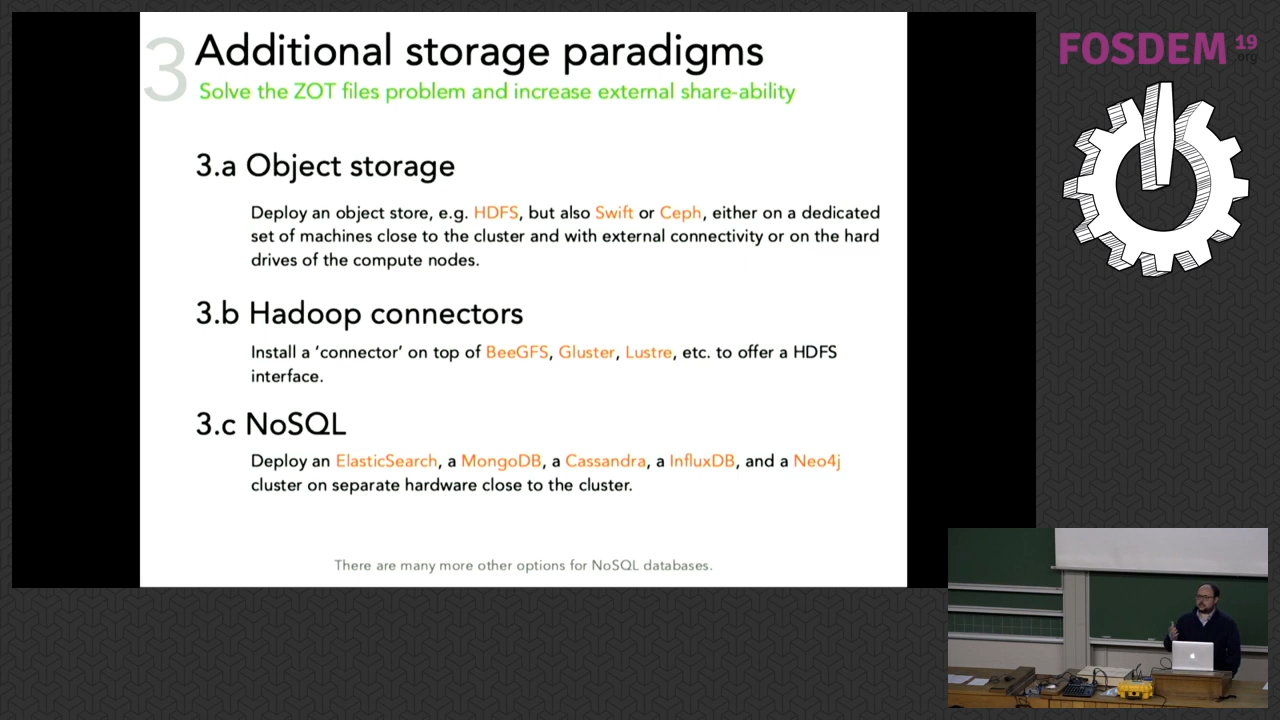 3
Additional storage paradigms
Solve the ZOT files problem and increase external share-ability
3.a Object storage
Deploy an object store, e.g. HDFS, but also Swift or Ceph, either on a dedicated
set of machines close to the cluster and with external connectivity or on the hard
drives of the compute nodes.
3.b Hadoop connectors
Install a ‘connector’ on top of BeeGFS, Gluster, Lustre, etc. to offer a HDFS
interface.
3.c NoSQL
Deploy an ElasticSearch, a MongoDB, a Cassandra, a InfluxDB, and a Neo4j
cluster on separate hardware close to the cluster.
There are many more other options for NoSQL databases.
FOSDEM 19
.org